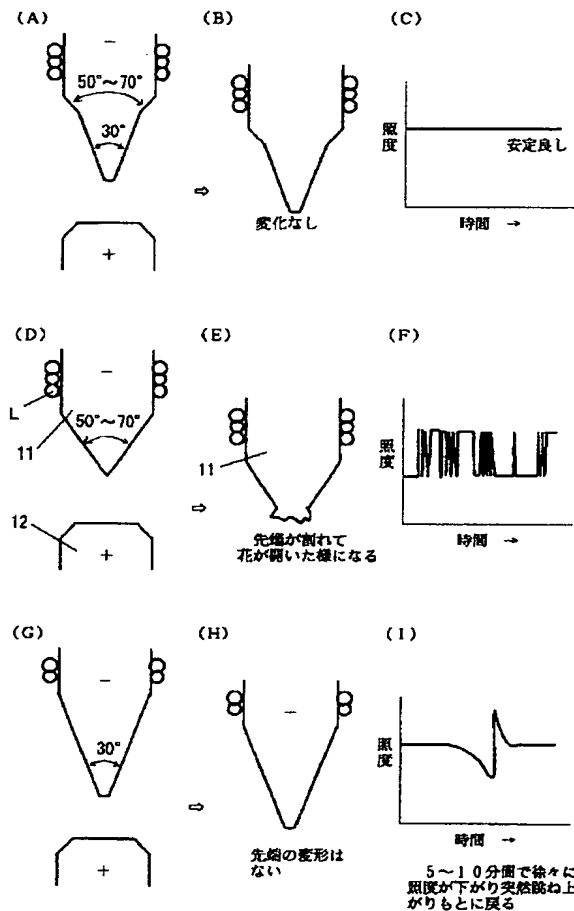 (A)
−
50°～70°
30°
+
⇨
(B)
変化なし
(C)
照度
安定良し
時間 →
(D)
−
L
50°～70°
11
12
+
⇨
(E)
11
先端が割れて
花が開いた様になる
(F)
照度
時間 →
(G)
−
30°
+
⇨
(H)
−
先端の変形は
ない
(I)
照度
時間 →
5～10分間で徐々に
照度が下がり突然跳ね上
がりもとに戻る